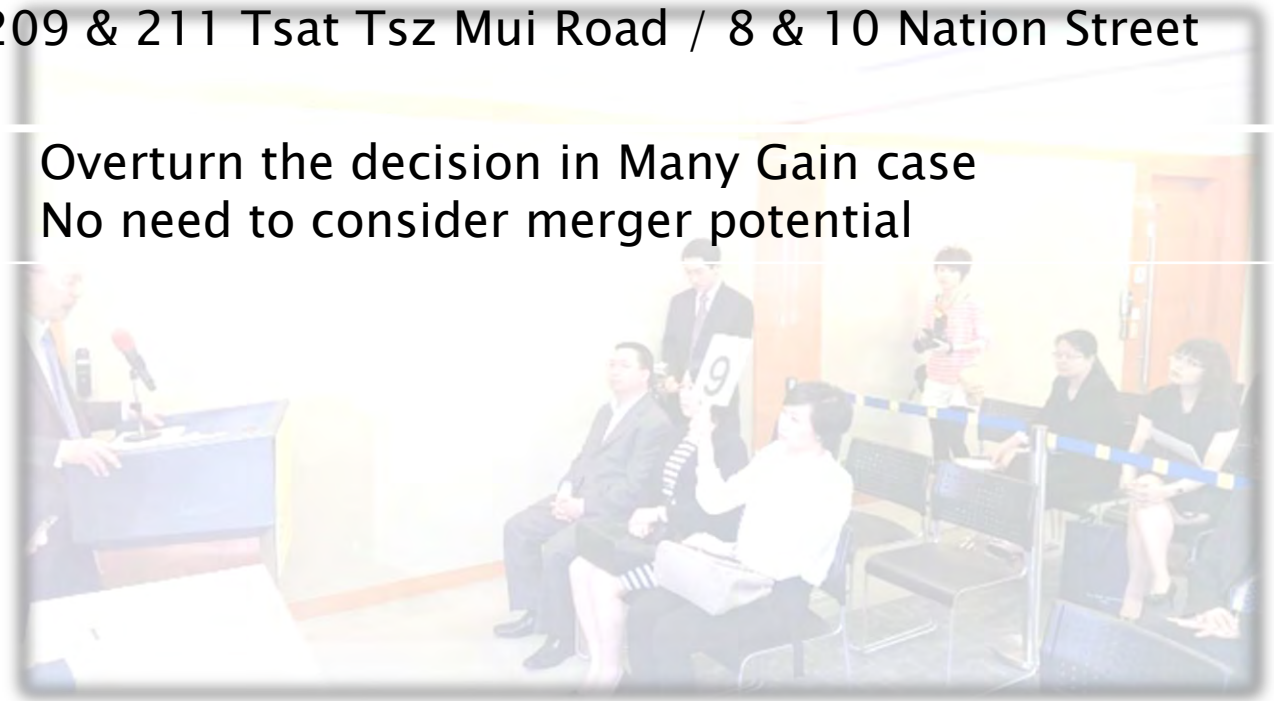 209 & 211 Tsat Tsz Mui Road / 8 & 10 Nation Street
Overturn the decision in Many Gain case
No need to consider merger potential
9